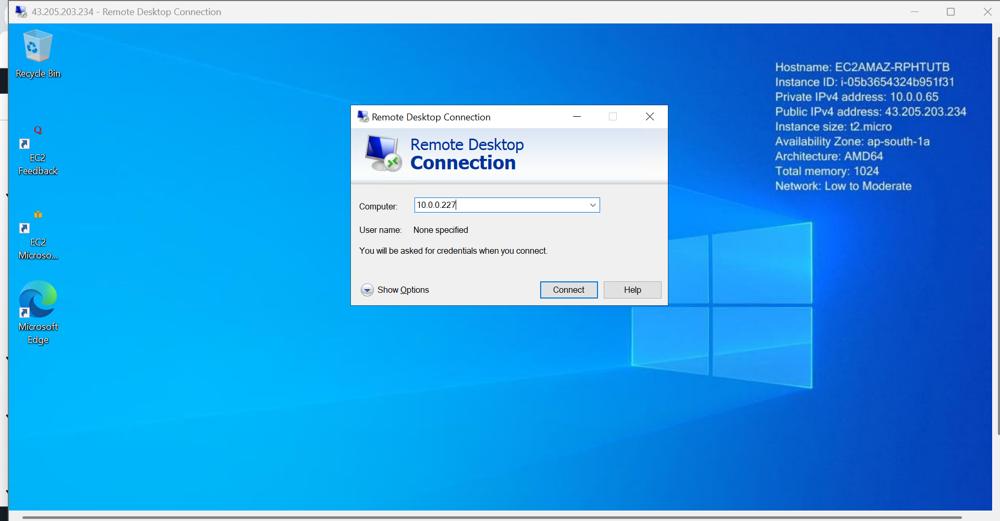 43.205.203.234 - Remote Desktop Connection
Recycle Bin
Q
EC2
Feedback
EC2
Microso...
Microsoft
Edge
Hostname: EC2AMAZ-RPHTUTB
Instance ID: i-05b3654324b951f31
Private IPv4 address: 10.0.0.65
Public IPv4 address: 43.205.203.234
Instance size: t2.micro
Availability Zone: ap-south-1a
Architecture: AMD64
Total memory: 1024
Network: Low to Moderate
Remote Desktop Connection
Remote Desktop
Connection
Computer: 10.0.0.227
User name: None specified
You will be asked for credentials when you connect.
Show Options Connect Help